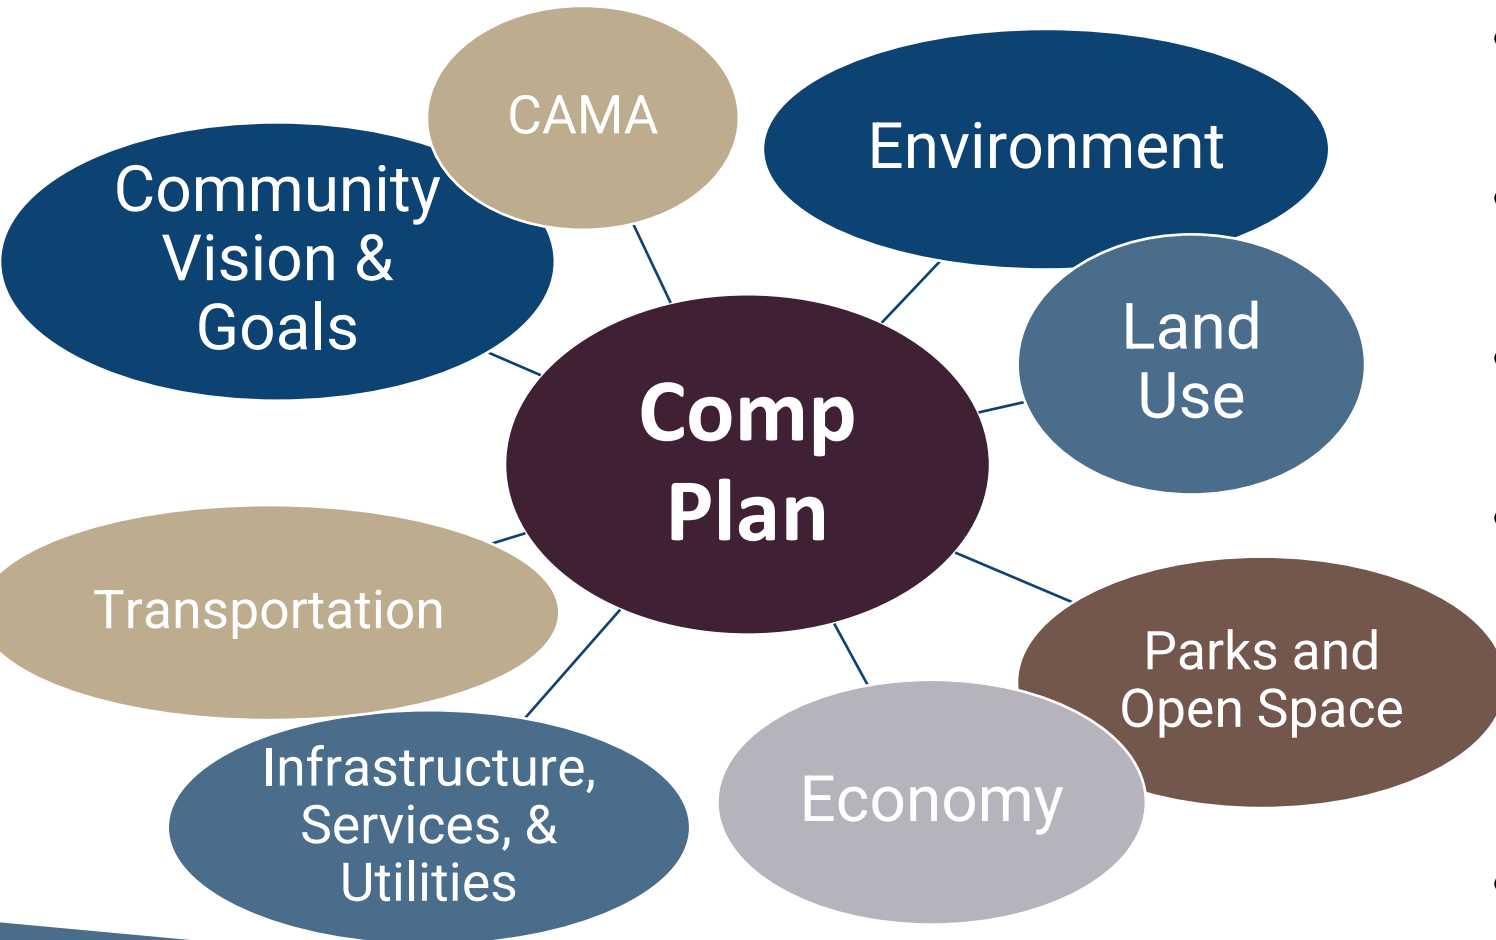 CAMA
Environment
Community
Vision &
Goals
Land
Use
Comp
Plan
Transportation
Parks and
Open Space
Infrastructure,
Services, &
Utilities
Economy